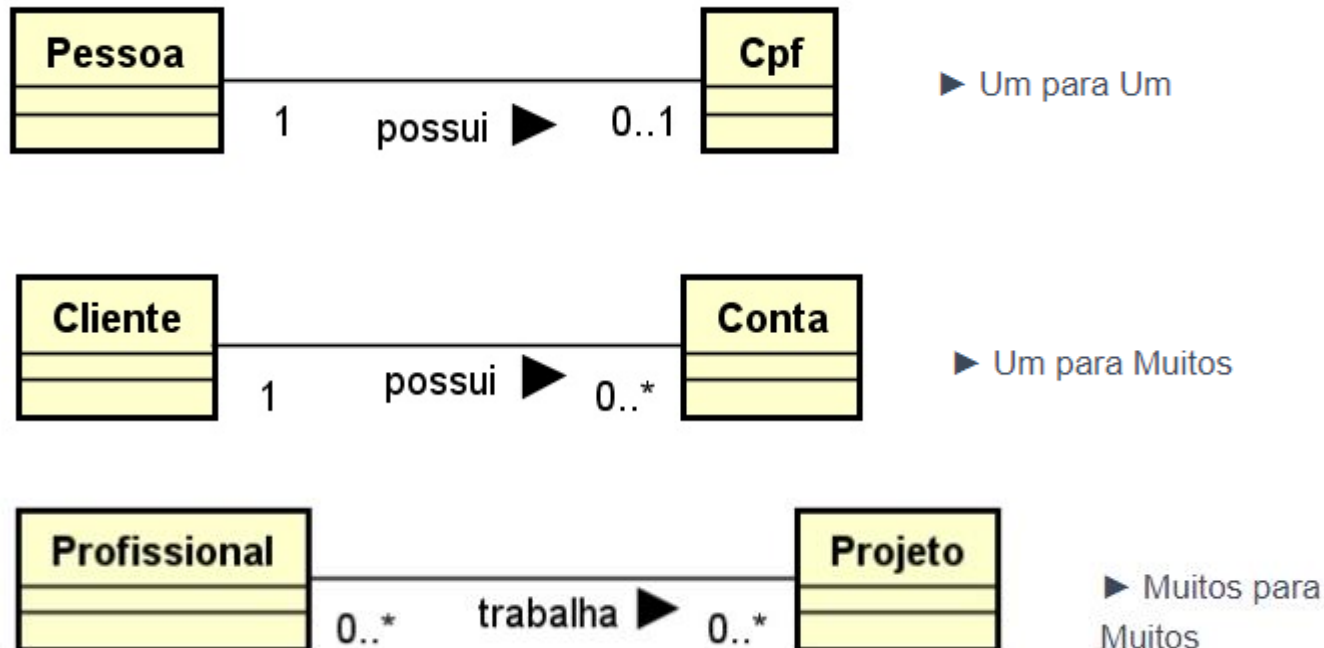 Pessoa
Cpf
► Um para Um
1
possui ►
0..1
Cliente
Conta
► Um para Muitos
1
possui ►
0..*
Profissional
Projeto
► Muitos para
Muitos
0..*
trabalha ►
0..*